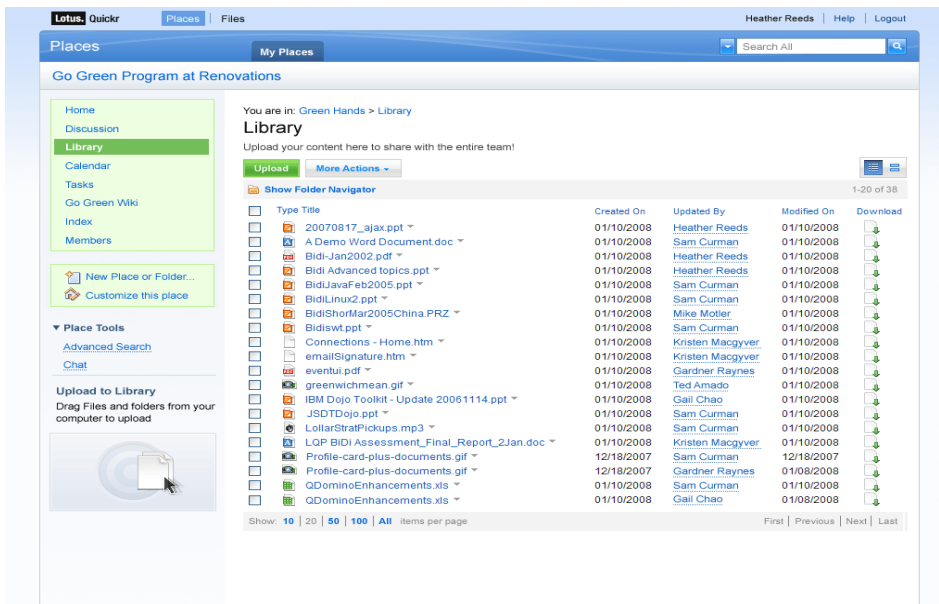 Lotus. Quickr Places Files Heather Reeds Help Logout
Places My Places Search All
Go Green Program at Renovations
Home
Discussion
Library
Calendar
Tasks
Go Green Wiki
Index
Members
New Place or Folder...
Customize this place
Place Tools
Advanced Search
Chat
Upload to Library
Drag Files and folders from your
computer to upload
You are in: Green Hands > Library
Library
Upload your content here to share with the entire team!
Upload More Actions
Show Folder Navigator 1-20 of 38
Type Title Created On Updated By Modified On Download
20070817_ajax.ppt 01/10/2008 Heather Reeds 01/10/2008
A Demo Word Document.doc 01/10/2008 Sam Curman 01/10/2008
Bidi-Jan2002.pdf 01/10/2008 Heather Reeds 01/10/2008
Bidi Advanced topics.ppt 01/10/2008 Heather Reeds 01/10/2008
BidiJavaFeb2005.ppt 01/10/2008 Sam Curman 01/10/2008
BidiLinux2.ppt 01/10/2008 Sam Curman 01/10/2008
BidiShorMar2005China.PRZ 01/10/2008 Mike Motler 01/10/2008
Bidiswt.ppt 01/10/2008 Sam Curman 01/10/2008
Connections - Home.htm 01/10/2008 Kristen Macgyver 01/10/2008
emailSignature.htm 01/10/2008 Kristen Macgyver 01/10/2008
eventui.pdf 01/10/2008 Gardner Raynes 01/10/2008
greenwichmean.gif 01/10/2008 Ted Amado 01/10/2008
IBM Dojo Toolkit - Update 20061114.ppt 01/10/2008 Gail Chao 01/10/2008
JSDTDojo.ppt 01/10/2008 Sam Curman 01/10/2008
LollarStratPickups.mp3 01/10/2008 Sam Curman 01/10/2008
LQP BiDi Assessment_Final_Report_2Jan.doc 01/10/2008 Kristen Macgyver 01/10/2008
Profile-card-plus-documents.gif 12/18/2007 Sam Curman 12/18/2007
Profile-card-plus-documents.gif 12/18/2007 Gardner Raynes 01/08/2008
QDominoEnhancements.xls 01/10/2008 Sam Curman 01/10/2008
QDominoEnhancements.xls 01/10/2008 Gail Chao 01/08/2008
Show: 10 | 20 | 50 | 100 | All items per page First | Previous | Next | Last